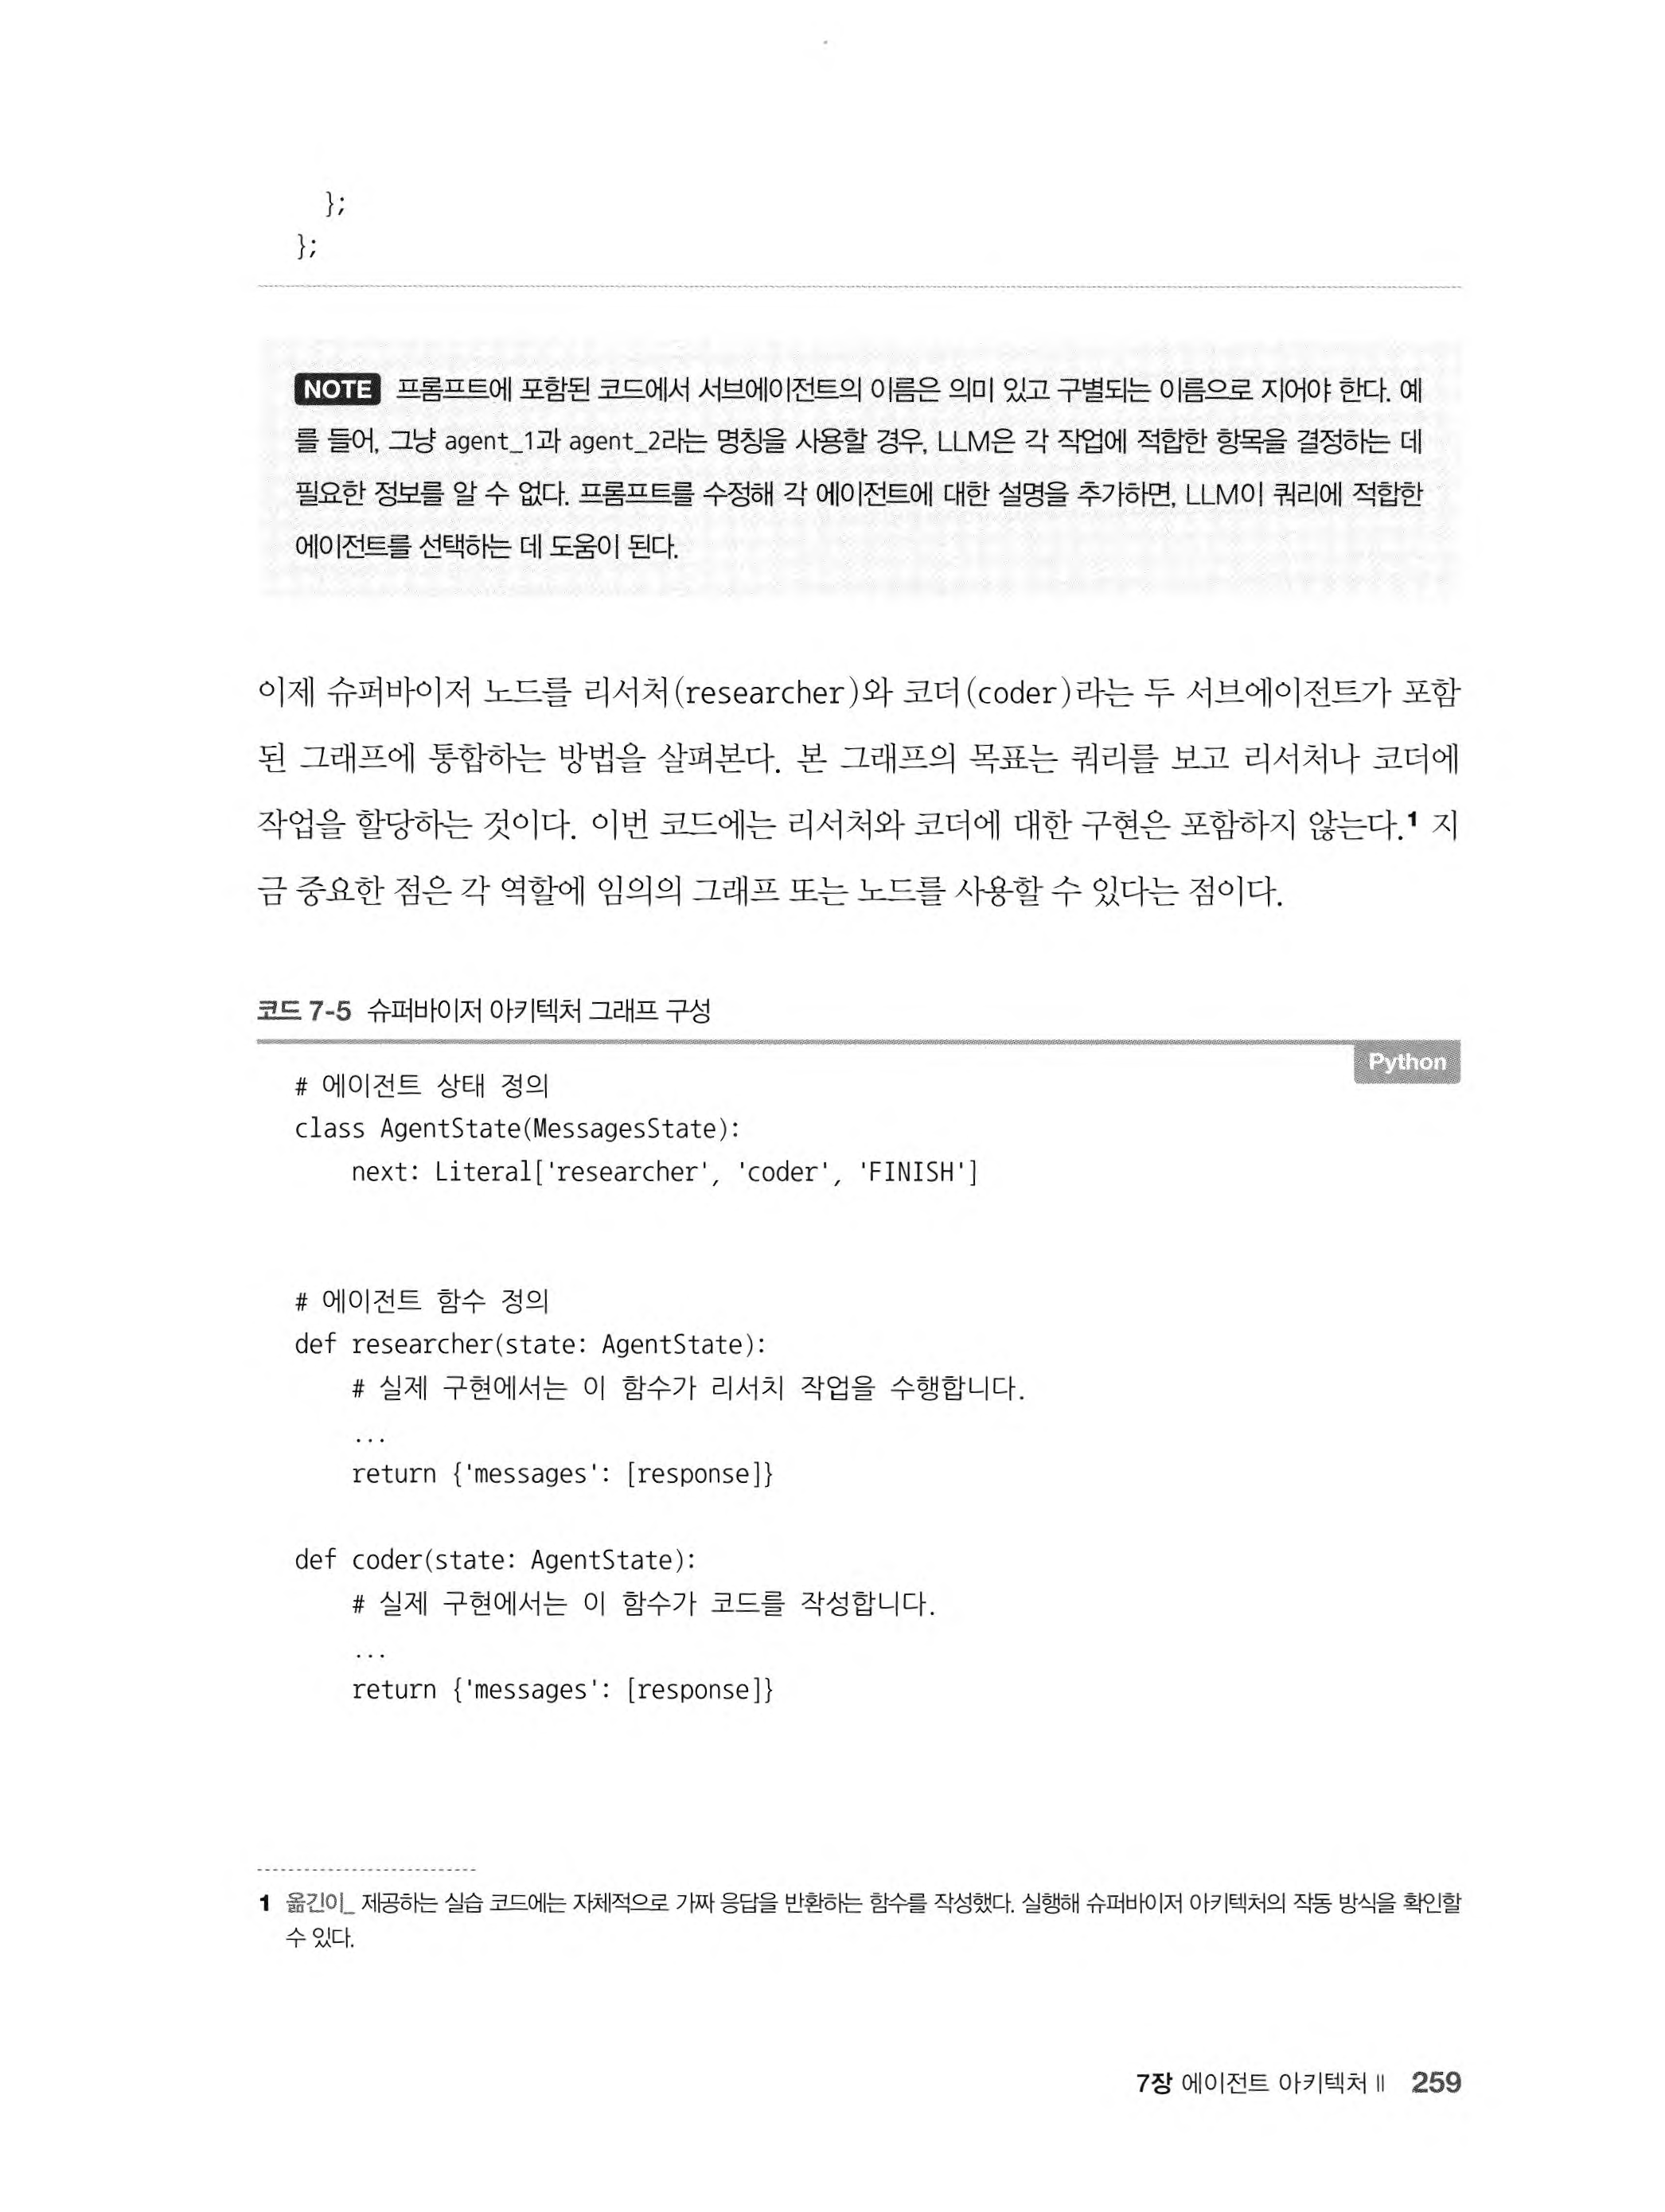 };
};
NOTE 프롬프트에 포함된 코드에서 서브에이전트의 이름은 의미 있고 구별되는 이름으로 지어야 한다. 예
를 들어, 그냥 agent_1과 agent_2라는 명칭을 사용할 경우, LLM은 각 작업에 적합한 항목을 결정하는 데
필요한 정보를 알 수 없다. 프롬프트를 수정해 각 에이전트에 대한 설명을 추가하면, LLM이 쿼리에 적합한
에이전트를 선택하는 데 도움이 된다.
이제 슈퍼바이저 노드를 리서처(researcher)와 코더(coder)라는 두 서브에이전트가 포함
된 그래프에 통합하는 방법을 살펴본다. 본 그래프의 목표는 쿼리를 보고 리서처나 코더에
작업을 할당하는 것이다. 이번 코드에는 리서처와 코더에 대한 구현은 포함하지 않는다.1 지
금 중요한 점은 각 역할에 임의의 그래프 또는 노드를 사용할 수 있다는 점이다.
코드 7-5 슈퍼바이저 아키텍처 그래프 구성
Python
# 에이전트 상태 정의
class AgentState(MessagesState):
    next: Literal['researcher', 'coder', 'FINISH']
# 에이전트 함수 정의
def researcher(state: AgentState):
    # 실제 구현에서는 이 함수가 리서치 작업을 수행합니다.
    ...
    return {'messages': [response]}
def coder(state: AgentState):
    # 실제 구현에서는 이 함수가 코드를 작성합니다.
    ...
    return {'messages': [response]}
1 옮긴이_ 제공하는 실습 코드에는 자체적으로 가짜 응답을 반환하는 함수를 작성했다. 실행해 슈퍼바이저 아키텍처의 작동 방식을 확인할
수 있다.
7장 에이전트 아키텍처 II 259